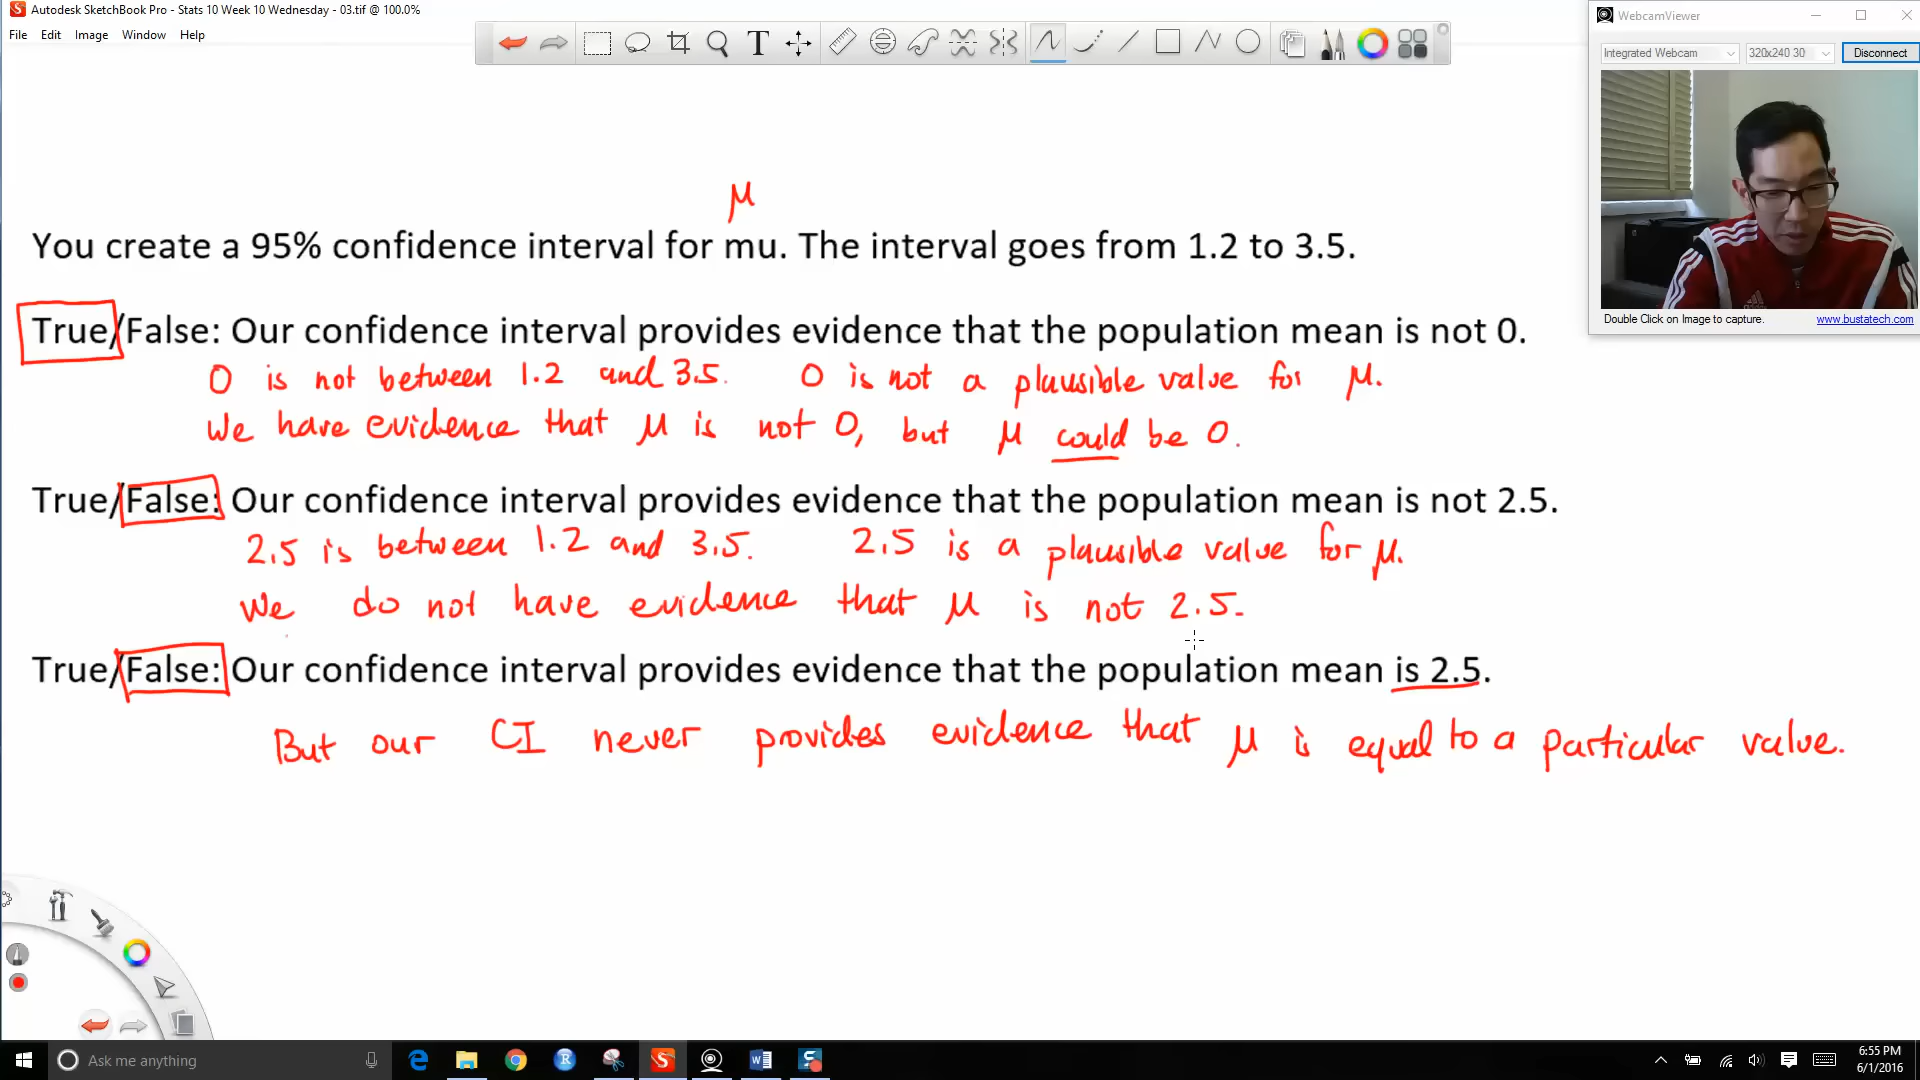 Autodesk SketchBook Pro - Stats 10 Week 10 Wednesday - 03.tif @ 100.0%
File Edit Image Window Help
WebcamViewer
Integrated Webcam 320x240 30 Disconnect
Double Click on Image to capture. www.bustatech.com
μ
You create a 95% confidence interval for mu. The interval goes from 1.2 to 3.5.
True/False: Our confidence interval provides evidence that the population mean is not 0.
0 is not between 1.2 and 3.5. 0 is not a plausible value for μ.
We have evidence that μ is not 0, but μ could be 0.
True/False: Our confidence interval provides evidence that the population mean is not 2.5.
2.5 is between 1.2 and 3.5. 2.5 is a plausible value for μ.
We do not have evidence that μ is not 2.5.
True/False: Our confidence interval provides evidence that the population mean is 2.5.
But our CI never provides evidence that μ is equal to a particular value.
Ask me anything
6:55 PM
6/1/2016